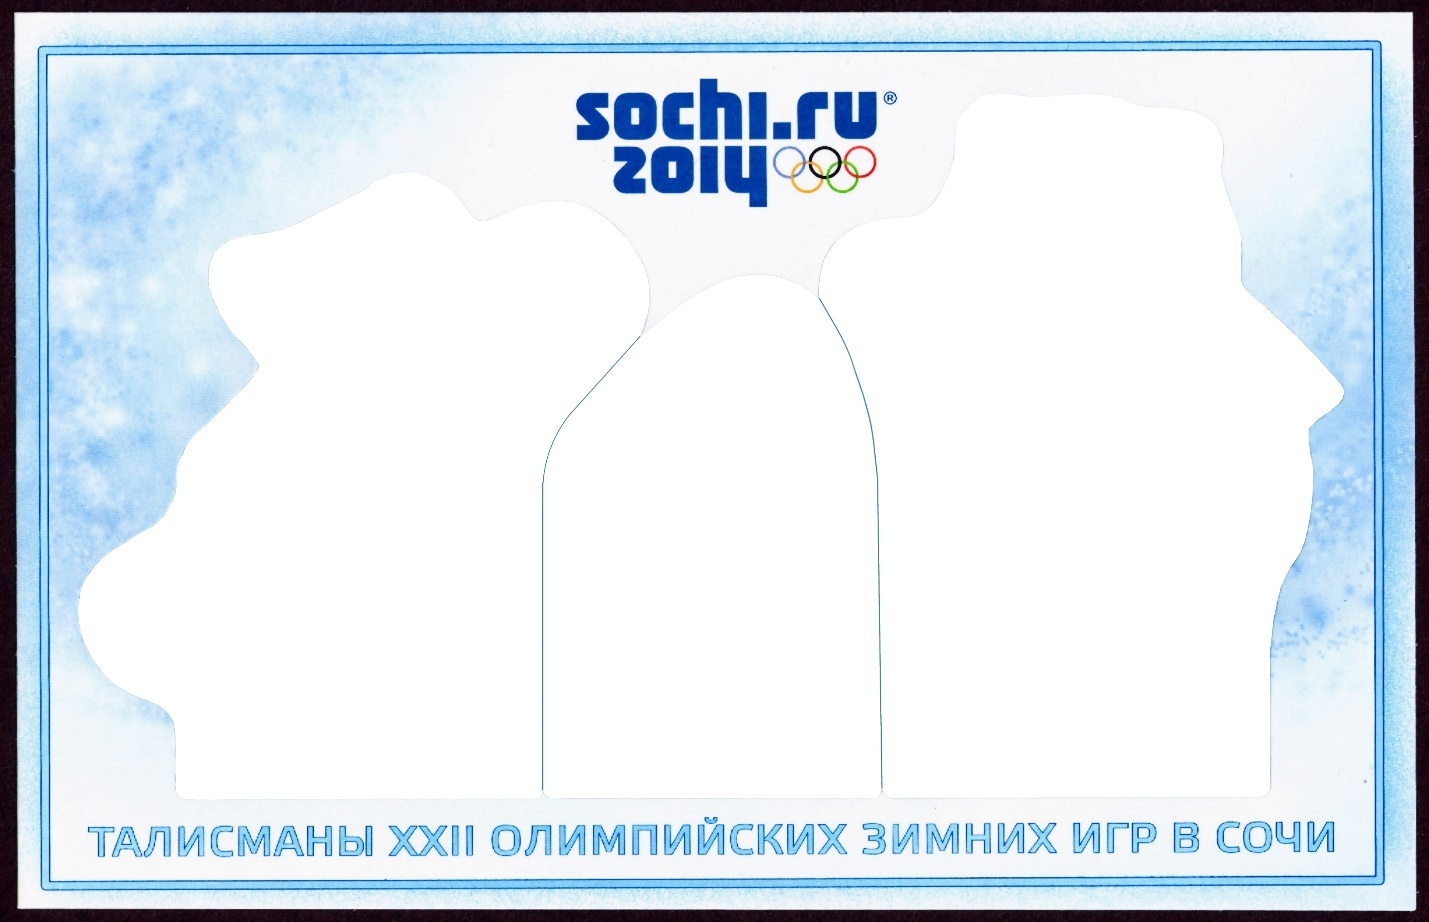 sochi.ru®
2014
ТАЛИСМАНЫ XXII ОЛИМПИЙСКИХ ЗИМНИХ ИГР В СОЧИ